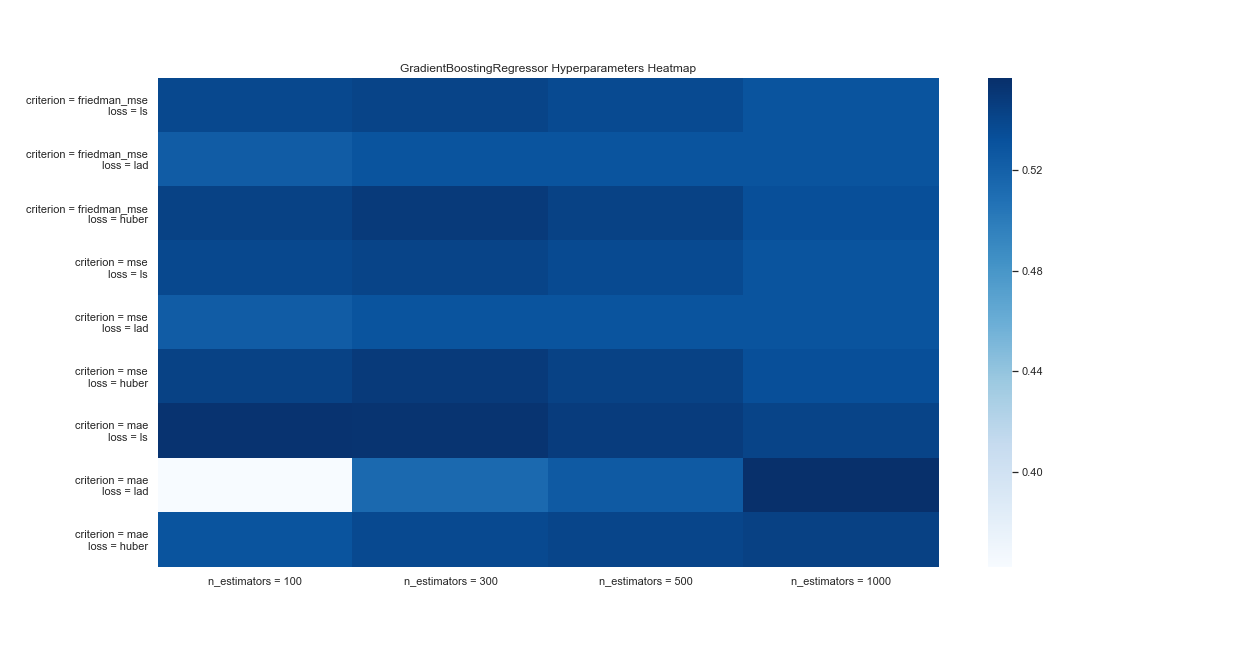 GradientBoostingRegressor Hyperparameters Heatmap
criterion = friedman_mse
loss = ls
criterion = friedman_mse
loss = lad
criterion = friedman_mse
loss = huber
criterion = mse
loss = ls
criterion = mse
loss = lad
criterion = mse
loss = huber
criterion = mae
loss = ls
criterion = mae
loss = lad
criterion = mae
loss = huber
n_estimators = 100
n_estimators = 300
n_estimators = 500
n_estimators = 1000
0.52
0.48
0.44
0.40